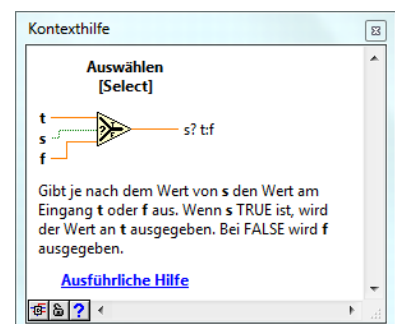 Kontexthilfe
Auswählen
[Select]
t
s
f
?
T
F
s? t:f
Gibt je nach dem Wert von s den Wert am
Eingang t oder f aus. Wenn s TRUE ist, wird
der Wert an t ausgegeben. Bei FALSE wird f
ausgegeben.
Ausführliche Hilfe
?